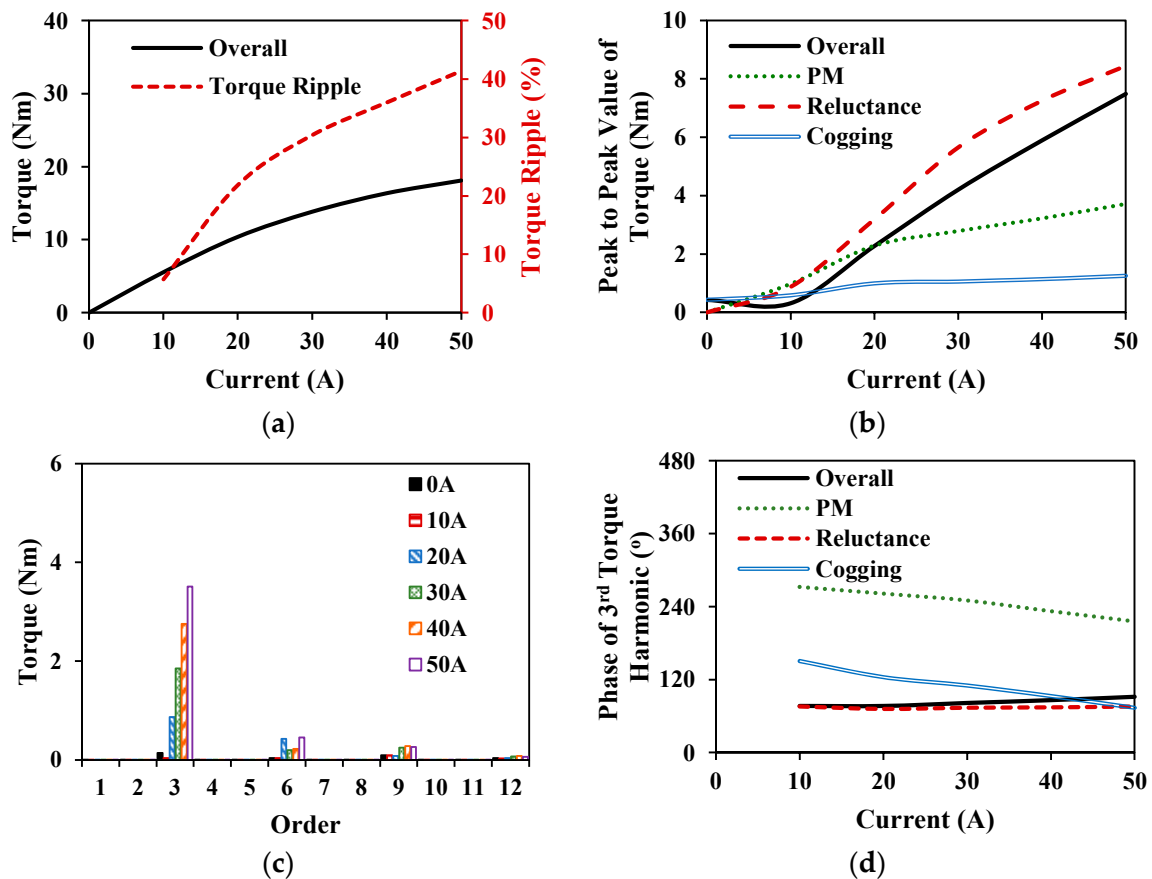 40
30
20
10
0
Torque (Nm)
Overall
Torque Ripple
50
40
30
20
10
0
Torque Ripple (%)
0 10 20 30 40 50
Current (A)
(a)
10
8
6
4
2
0
Peak to Peak Value of
Torque (Nm)
Overall
PM
Reluctance
Cogging
0 10 20 30 40 50
Current (A)
(b)
6
4
2
0
Torque (Nm)
0A
10A
20A
30A
40A
50A
1 2 3 4 5 6 7 8 9 10 11 12
Order
(c)
480
360
240
120
0
Phase of 3rd Torque
Harmonic (º)
Overall
PM
Reluctance
Cogging
0 10 20 30 40 50
Current (A)
(d)